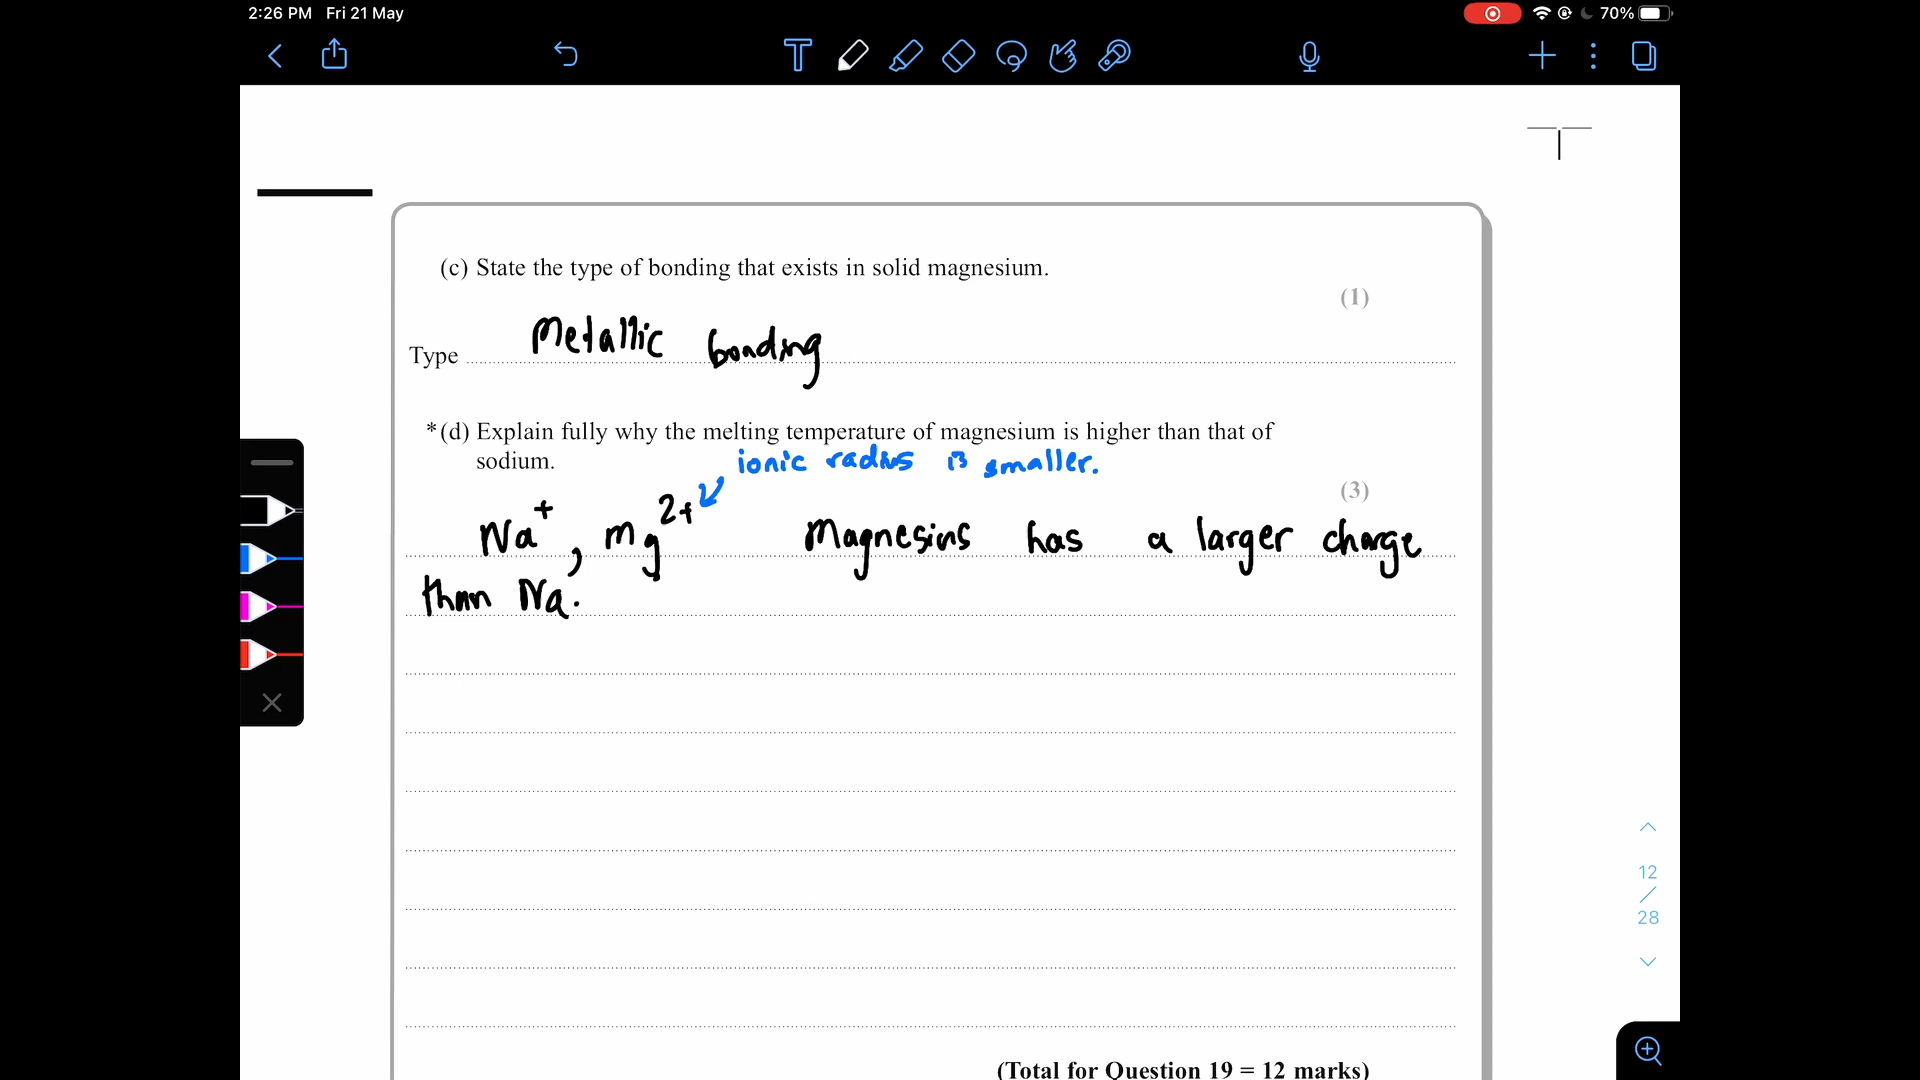 2:26 PM Fri 21 May
70%
(c) State the type of bonding that exists in solid magnesium.
(1)
Type Metallic bonding
*(d) Explain fully why the melting temperature of magnesium is higher than that of
sodium.
ionic radius is smaller.
(3)
Na+, Mg2+ Magnesius has a larger charge
than Na.
12
/
28
(Total for Question 19 = 12 marks)